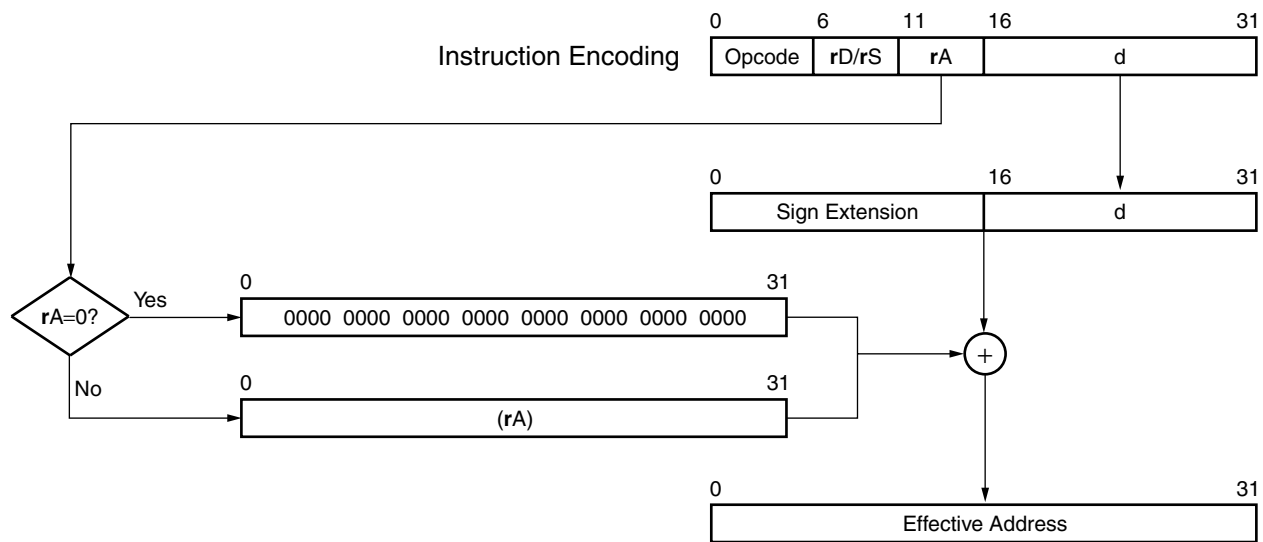 0 6 11 16 31
Instruction Encoding Opcode rD/rS rA d
0 16 31
Sign Extension d
0 31
rA=0? Yes 0000 0000 0000 0000 0000 0000 0000 0000
+
No
0 31
(rA)
0 31
Effective Address